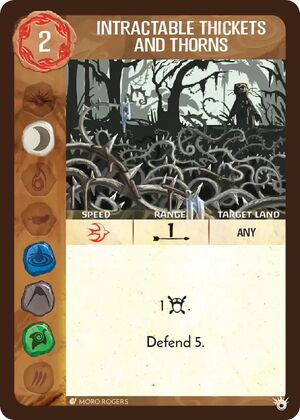 2
INTRACTABLE THICKETS
AND THORNS
SPEED RANGE TARGET LAND
1 ANY
1 .
Defend 5.
MORO ROGERS